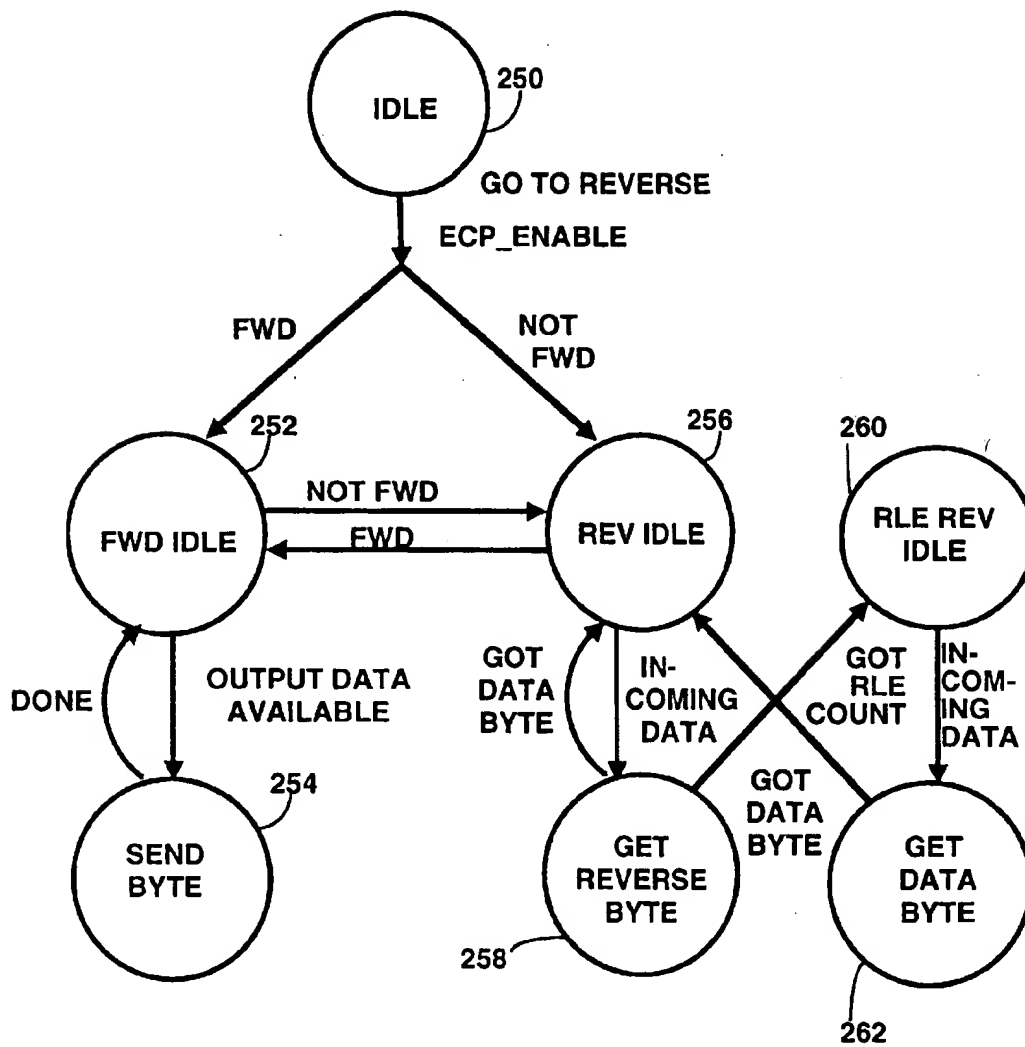 250
IDLE
GO TO REVERSE
ECP_ENABLE
FWD
NOT
FWD
252
256
260
FWD IDLE
NOT FWD
FWD
REV IDLE
RLE REV
IDLE
DONE
OUTPUT DATA
AVAILABLE
GOT
DATA
BYTE
IN-
COMING
DATA
GOT
RLE
COUNT
IN-
COM-
ING
DATA
254
SEND
BYTE
GET
REVERSE
BYTE
GOT
DATA
BYTE
GET
DATA
BYTE
258
262